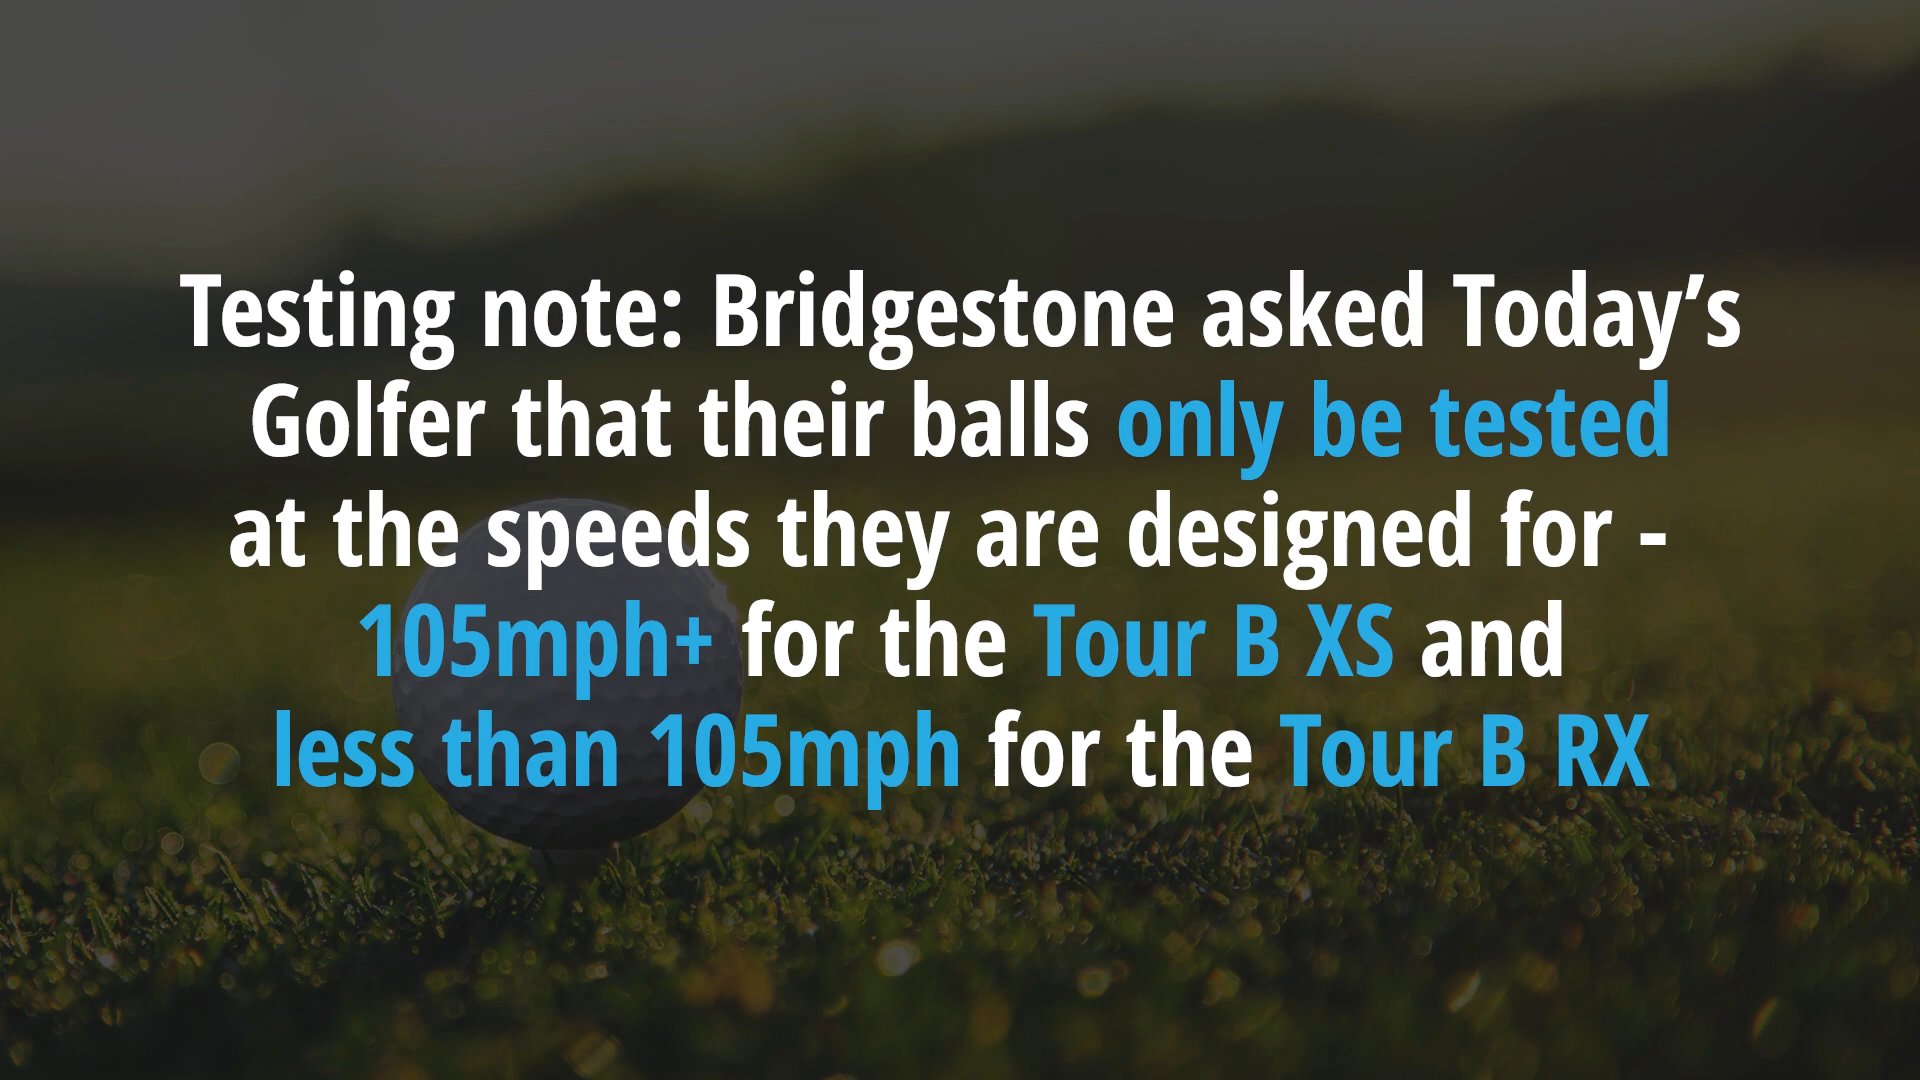 Testing note: Bridgestone asked Today’s
Golfer that their balls only be tested
at the speeds they are designed for -
105mph+ for the Tour B XS and
less than 105mph for the Tour B RX